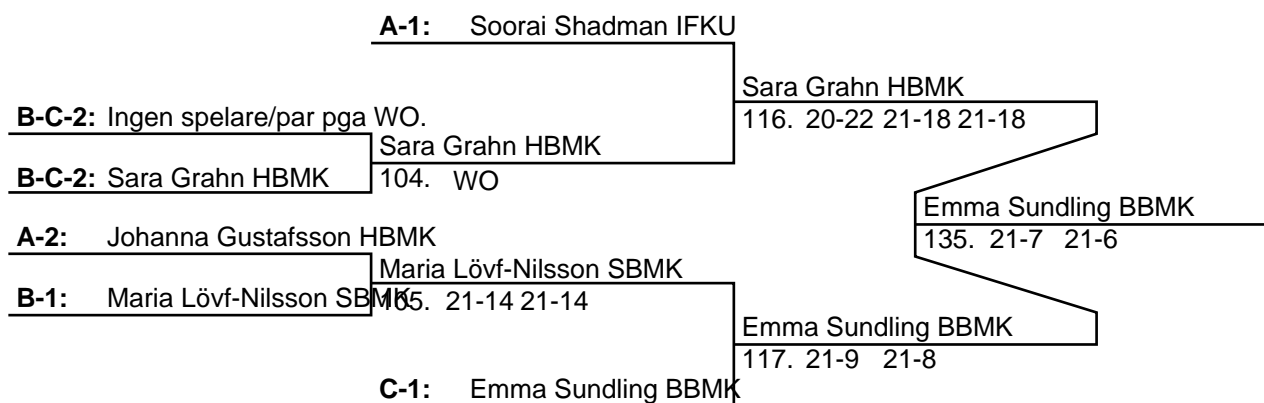 A-1: Soorai Shadman IFKU
Sara Grahn HBMK
116. 20-22 21-18 21-18
B-C-2: Ingen spelare/par pga WO.
Sara Grahn HBMK
104. WO
B-C-2: Sara Grahn HBMK
Emma Sundling BBMK
135. 21-7 21-6
A-2: Johanna Gustafsson HBMK
Maria Lövf-Nilsson SBMK
105. 21-14 21-14
B-1: Maria Lövf-Nilsson SBMK
Emma Sundling BBMK
117. 21-9 21-8
C-1: Emma Sundling BBMK